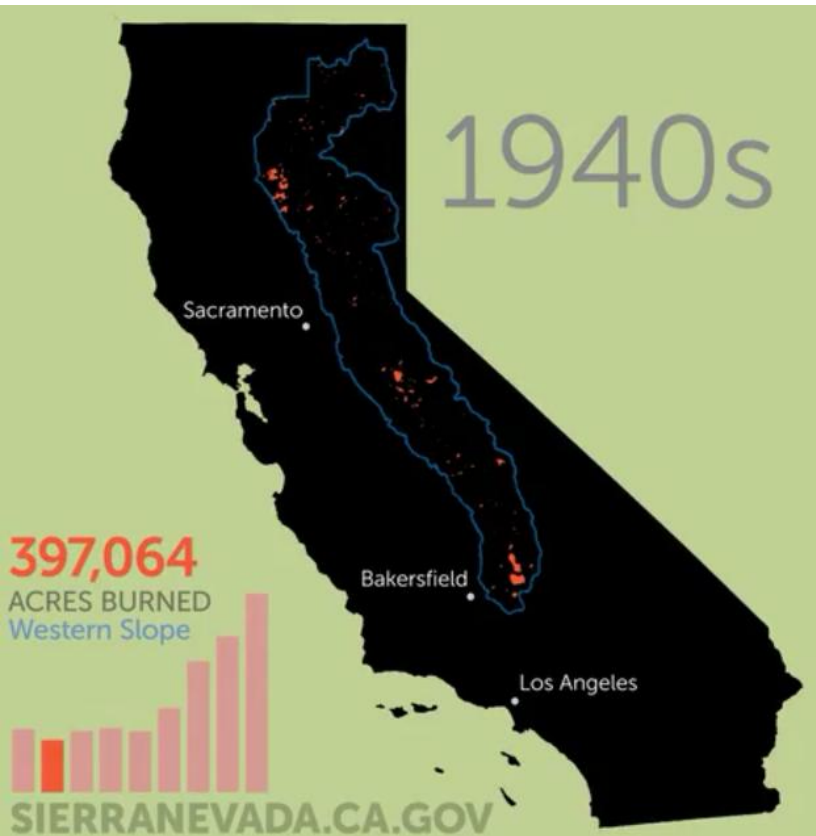 1940s
Sacramento
397,064
ACRES BURNED
Western Slope
Bakersfield
Los Angeles
SIERRANEVADA.CA.GOV